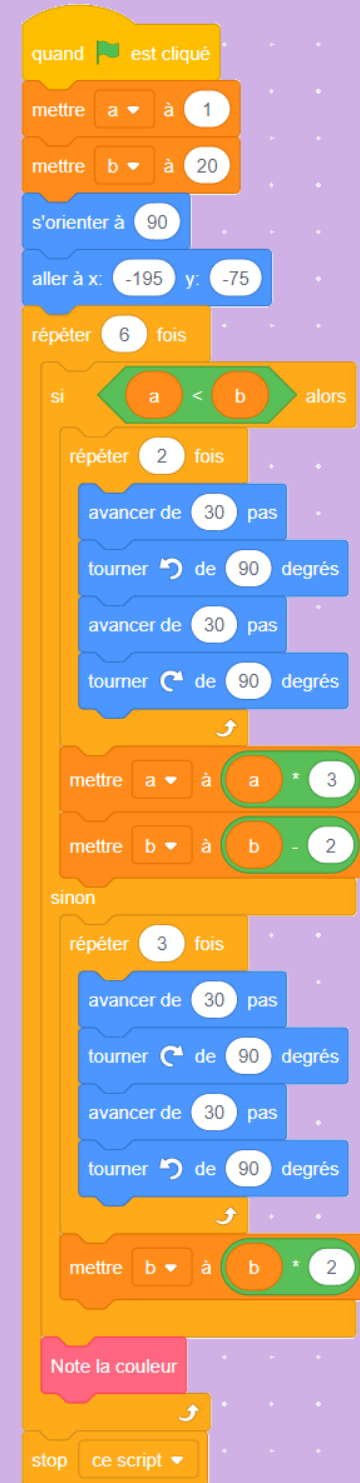 quand est cliqué
mettre a à 1
mettre b à 20
s'orienter à 90
aller à x: -195 y: -75
répéter 6 fois
si a < b alors
répéter 2 fois
avancer de 30 pas
tourner de 90 degrés
avancer de 30 pas
tourner de 90 degrés
mettre a à a * 3
mettre b à b - 2
sinon
répéter 3 fois
avancer de 30 pas
tourner de 90 degrés
avancer de 30 pas
tourner de 90 degrés
mettre b à b * 2
Note la couleur
stop ce script